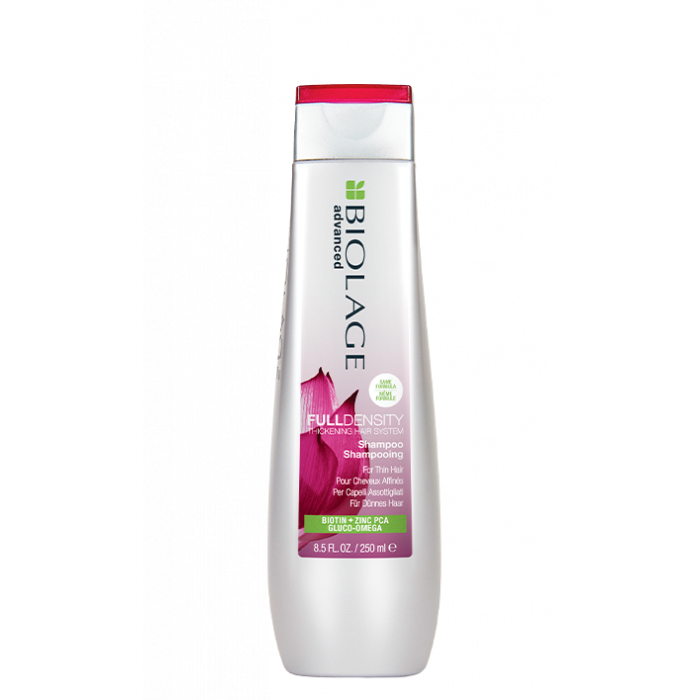 BIOLAGE
advanced
SAME
FORMULA
MÊME
FORMULE
FULLDENSITY
THICKENING HAIR SYSTEM
Shampoo
Shampooing
For Thin Hair
Pour Cheveux Affinés
Per Capelli Assottigliati
Für Dünnes Haar
BIOTIN + ZINC PCA
GLUCO-OMEGA
8.5 FL. OZ. / 250 ml ℮